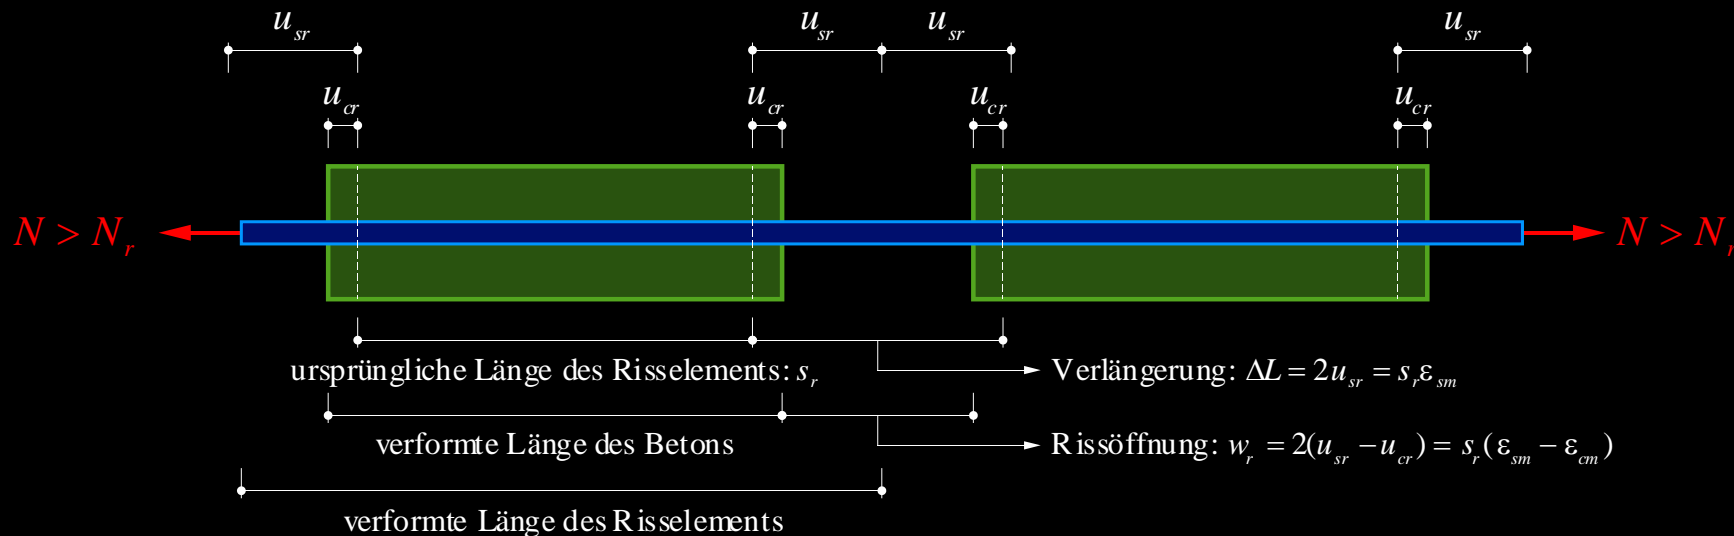 u_sr u_sr u_sr u_sr
u_cr u_cr u_cr u_cr
N > N_r N > N_r
ursprüngliche Länge des Risselements: s_r
Verlängerung: ΔL = 2u_sr = s_r ε_sm
verformte Länge des Betons
Rissöffnung: w_r = 2(u_sr − u_cr) = s_r(ε_sm − ε_cm)
verformte Länge des Risselements